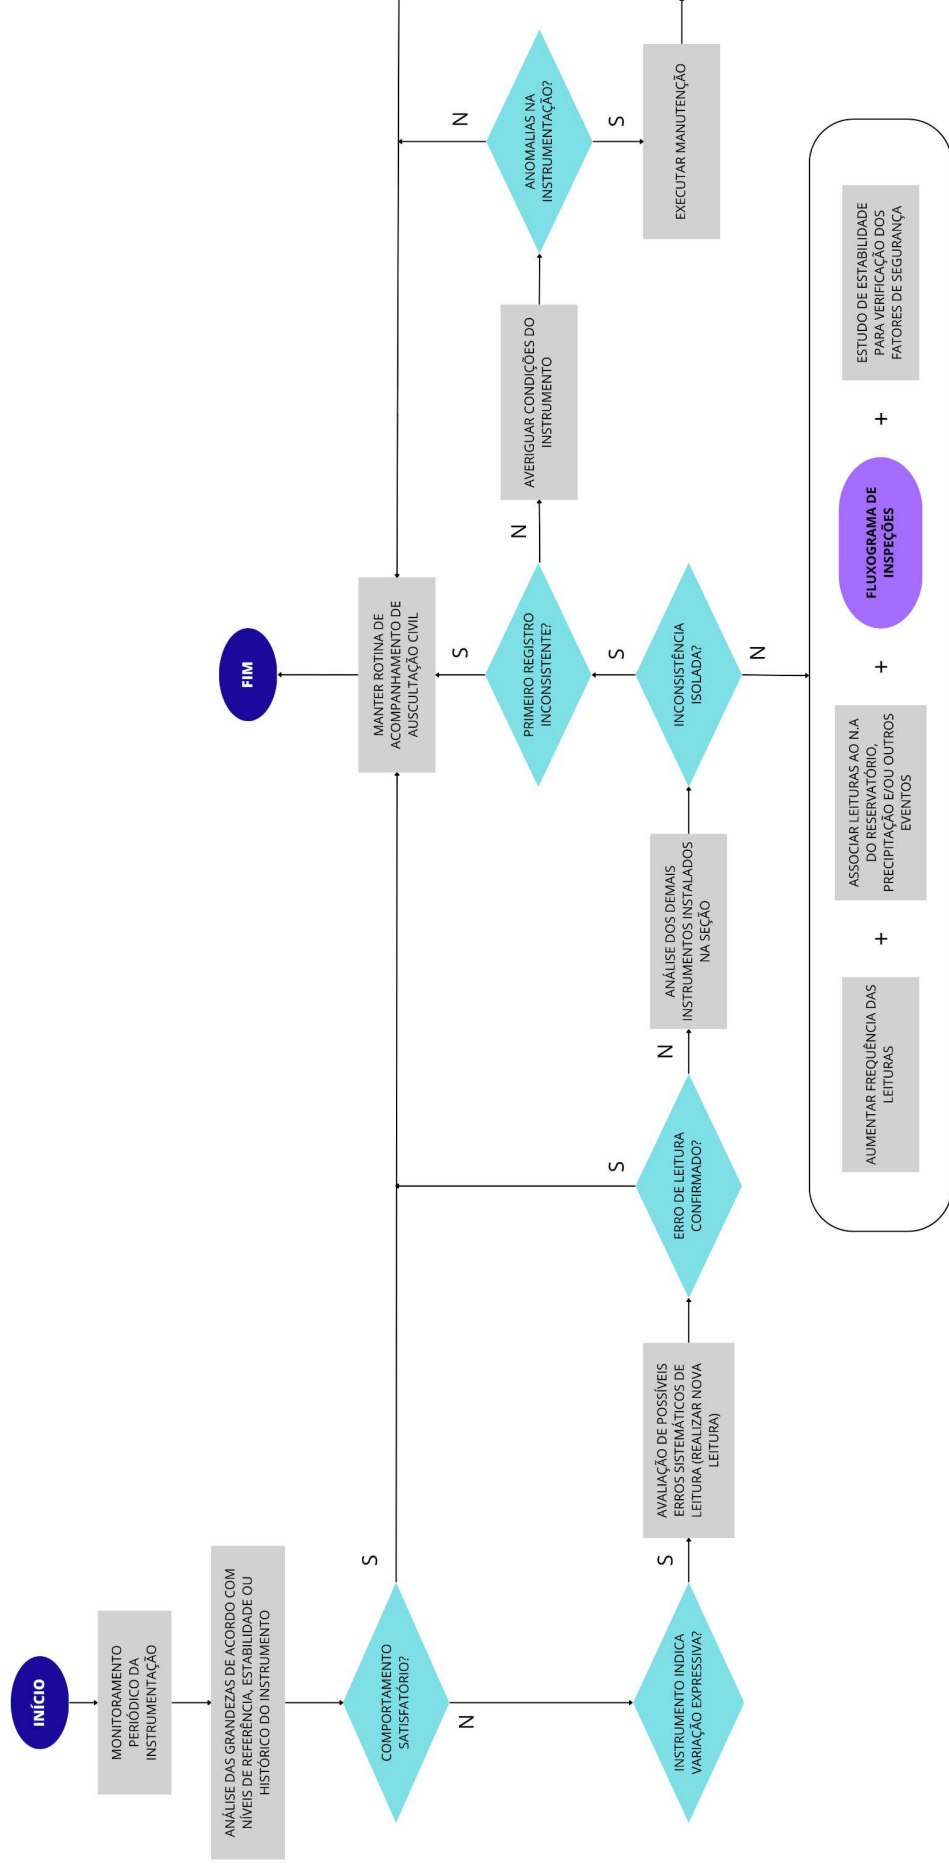 INÍCIO
MONITORAMENTO
PERIÓDICO DA
INSTRUMENTAÇÃO
ANÁLISE DAS GRANDEZAS DE ACORDO COM
NÍVEIS DE REFERÊNCIA, ESTABILIDADE OU
HISTÓRICO DO INSTRUMENTO
COMPORTAMENTO
SATISFATÓRIO?
S
N
INSTRUMENTO INDICA
VARIAÇÃO EXPRESSIVA?
S
AVALIAÇÃO DE POSSÍVEIS
ERROS SISTEMÁTICOS DE
LEITURA (REALIZAR NOVA
LEITURA)
ERRO DE LEITURA
CONFIRMADO?
S
N
ANÁLISE DOS DEMAIS
INSTRUMENTOS INSTALADOS
NA SEÇÃO
INCONSISTÊNCIA
ISOLADA?
S
N
PRIMEIRO REGISTRO
INCONSISTENTE?
S
N
MANTER ROTINA DE
ACOMPANHAMENTO DE
AUSCULTAÇÃO CIVIL
FIM
AVERIGUAR CONDIÇÕES DO
INSTRUMENTO
ANOMALIAS NA
INSTRUMENTAÇÃO?
N
S
EXECUTAR MANUTENÇÃO
AUMENTAR FREQUÊNCIA DAS
LEITURAS
+
ASSOCIAR LEITURAS AO N.A
DO RESERVATÓRIO,
PRECIPITAÇÃO E/OU OUTROS
EVENTOS
+
FLUXOGRAMA DE
INSPEÇÕES
+
ESTUDO DE ESTABILIDADE
PARA VERIFICAÇÃO DOS
FATORES DE SEGURANÇA